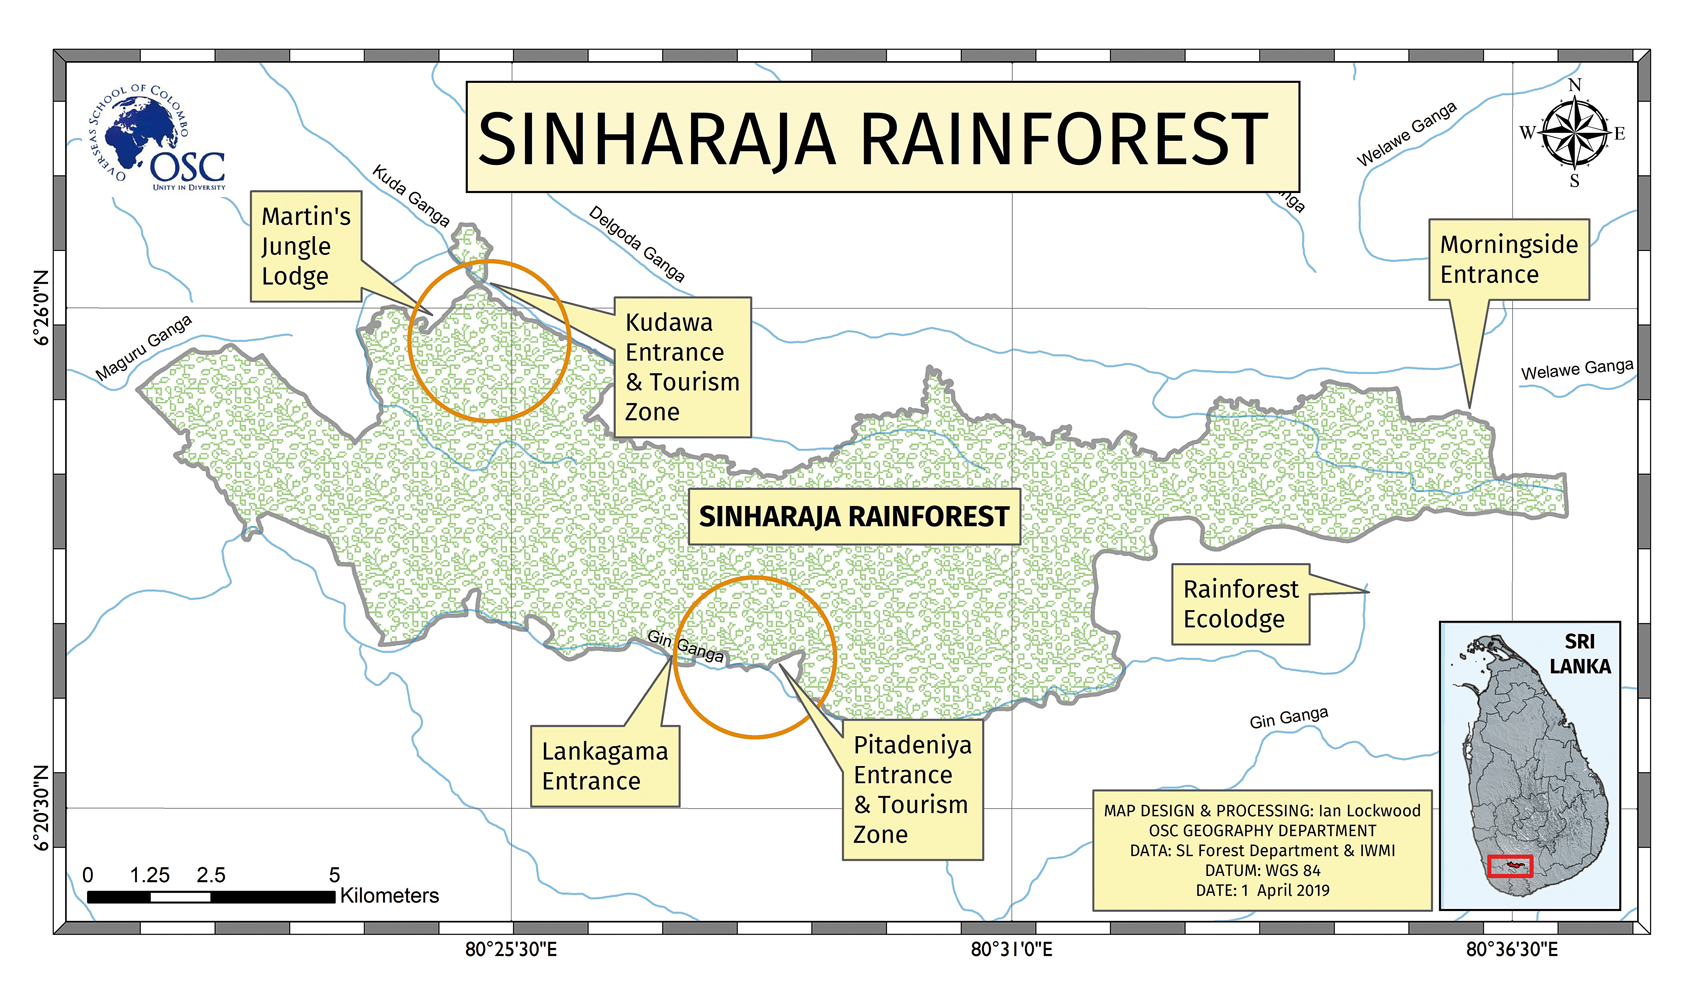 SINHARAJA RAINFOREST
OVERSEAS SCHOOL OF COLOMBO
OSC
UNITY IN DIVERSITY
N
W E
S
Welawe Ganga
Kuda Ganga
Delgoda Ganga
Martin's
Jungle
Lodge
Morningside
Entrance
Kudawa
Entrance
& Tourism
Zone
Maguru Ganga
Welawe Ganga
SINHARAJA RAINFOREST
Rainforest
Ecolodge
Gin Ganga
Lankagama
Entrance
Pitadeniya
Entrance
& Tourism
Zone
Gin Ganga
SRI
LANKA
MAP DESIGN & PROCESSING: Ian Lockwood
OSC GEOGRAPHY DEPARTMENT
DATA: SL Forest Department & IWMI
DATUM: WGS 84
DATE: 1 April 2019
0 1.25 2.5 5
Kilometers
6°26'0"N
6°20'30"N
80°25'30"E 80°31'0"E 80°36'30"E